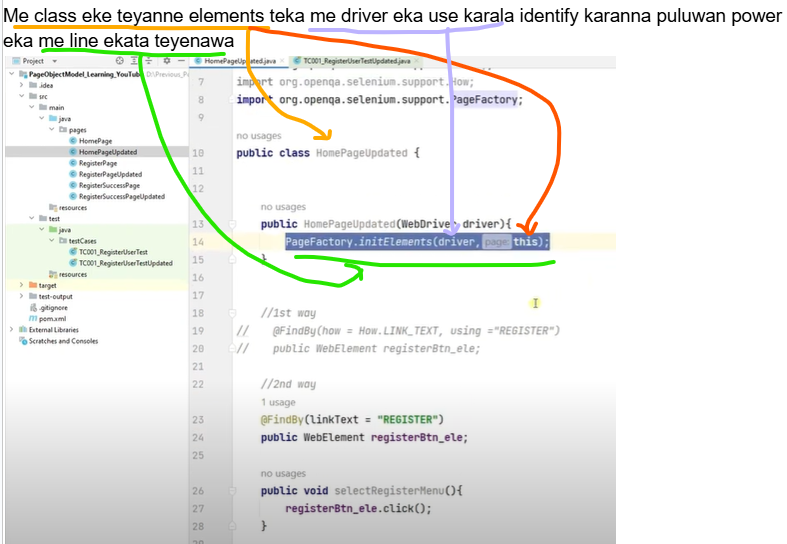 Me class eke teyanne elements teka me driver eka use karala identify karanna puluwan power
eka me line ekata teyenawa
Project
HomePageUpdated.java
TC001_RegisterUserTestUpdated.java
PageObjectModel_Learning_YouTube
.idea
src
main
java
pages
HomePage
HomePageUpdated
RegisterPage
RegisterPageUpdated
RegisterSuccessPage
RegisterSuccessPageUpdated
resources
test
java
testCases
TC001_RegisterUserTest
TC001_RegisterUserTestUpdated
resources
target
test-output
.gitignore
pom.xml
External Libraries
Scratches and Consoles
7 import org.openqa.selenium.support.How;
8 import org.openqa.selenium.support.PageFactory;
9
no usages
10 public class HomePageUpdated {
11
12
no usages
13 public HomePageUpdated(WebDriver driver){
14 PageFactory.initElements(driver, page: this);
15 }
16
17
18 //1st way
19 // @FindBy(how = How.LINK_TEXT, using ="REGISTER")
20 // public WebElement registerBtn_ele;
21
22 //2nd way
1 usage
23 @FindBy(linkText = "REGISTER")
24 public WebElement registerBtn_ele;
25
no usages
26 public void selectRegisterMenu(){
27 registerBtn_ele.click();
28 }